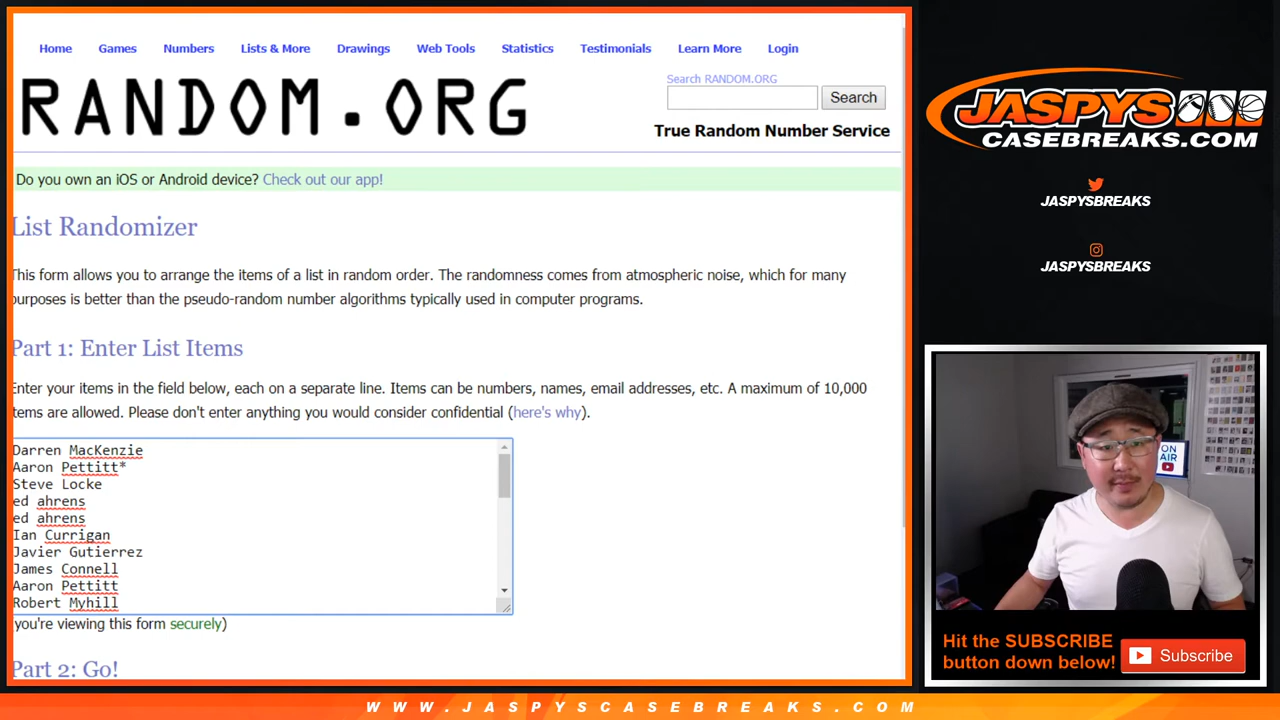 Home Games Numbers Lists & More Drawings Web Tools Statistics Testimonials Learn More Login
RANDOM.ORG
Search RANDOM.ORG
Search
True Random Number Service
Do you own an iOS or Android device? Check out our app!
List Randomizer
This form allows you to arrange the items of a list in random order. The randomness comes from atmospheric noise, which for many
purposes is better than the pseudo-random number algorithms typically used in computer programs.
Part 1: Enter List Items
Enter your items in the field below, each on a separate line. Items can be numbers, names, email addresses, etc. A maximum of 10,000
items are allowed. Please don't enter anything you would consider confidential (here's why).
Darren MacKenzie
Aaron Pettitt*
Steve Locke
ed ahrens
ed ahrens
Ian Currigan
Javier Gutierrez
James Connell
Aaron Pettitt
Robert Myhill
(you're viewing this form securely)
Part 2: Go!
JASPYS
CASEBREAKS.COM
JASPYSBREAKS
JASPYSBREAKS
ON
AIR
Hit the SUBSCRIBE
button down below!
Subscribe
WWW.JASPYSCASEBREAKS.COM